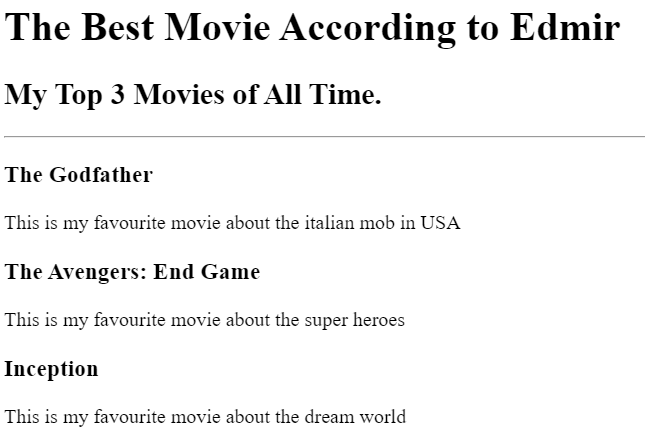 The Best Movie According to Edmir
My Top 3 Movies of All Time.
The Godfather
This is my favourite movie about the italian mob in USA
The Avengers: End Game
This is my favourite movie about the super heroes
Inception
This is my favourite movie about the dream world